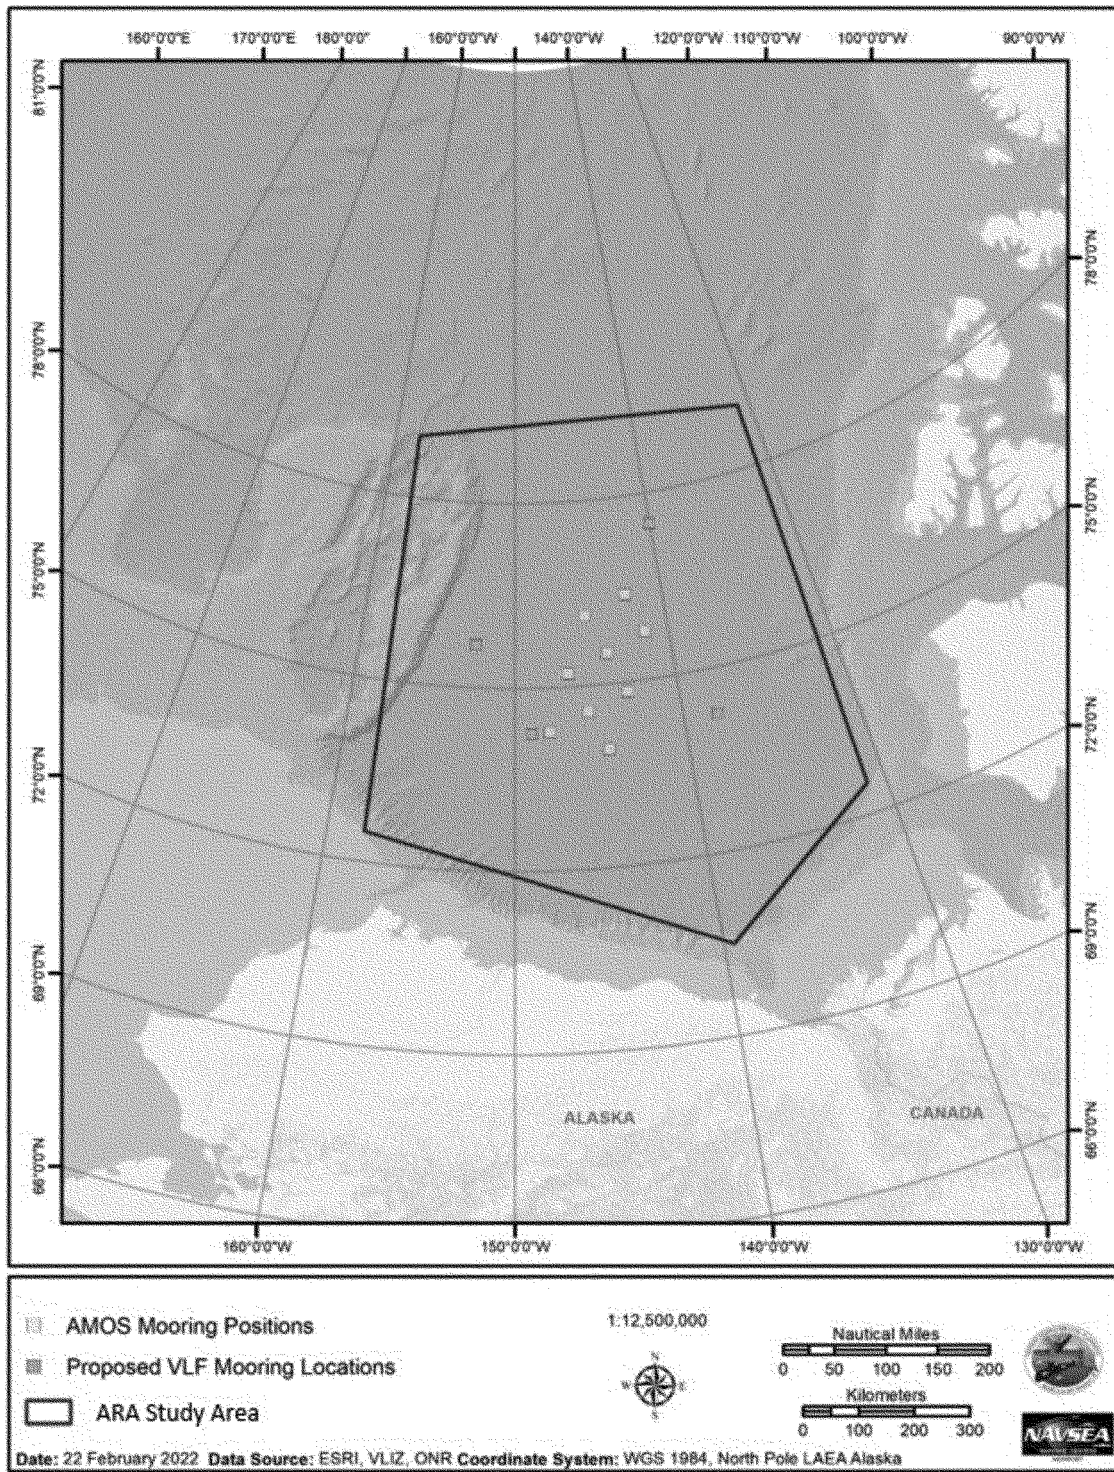 160°0'0"E 170°0'0"E 180°0'0" 160°0'0"W 140°0'0"W 120°0'0"W 110°0'0"W 100°0'0"W 90°0'0"W
81°0'0"N
78°0'0"N
78°0'0"N
75°0'0"N
75°0'0"N
72°0'0"N
72°0'0"N
69°0'0"N
69°0'0"N
ALASKA
CANADA
66°0'0"N
66°0'0"N
160°0'0"W 150°0'0"W 140°0'0"W 130°0'0"W
AMOS Mooring Positions
Proposed VLF Mooring Locations
ARA Study Area
1:12,500,000
N
W E
S
Nautical Miles
0 50 100 150 200
Kilometers
0 100 200 300
NAVSEA
Date: 22 February 2022 Data Source: ESRI, VLIZ, ONR Coordinate System: WGS 1984, North Pole LAEA Alaska